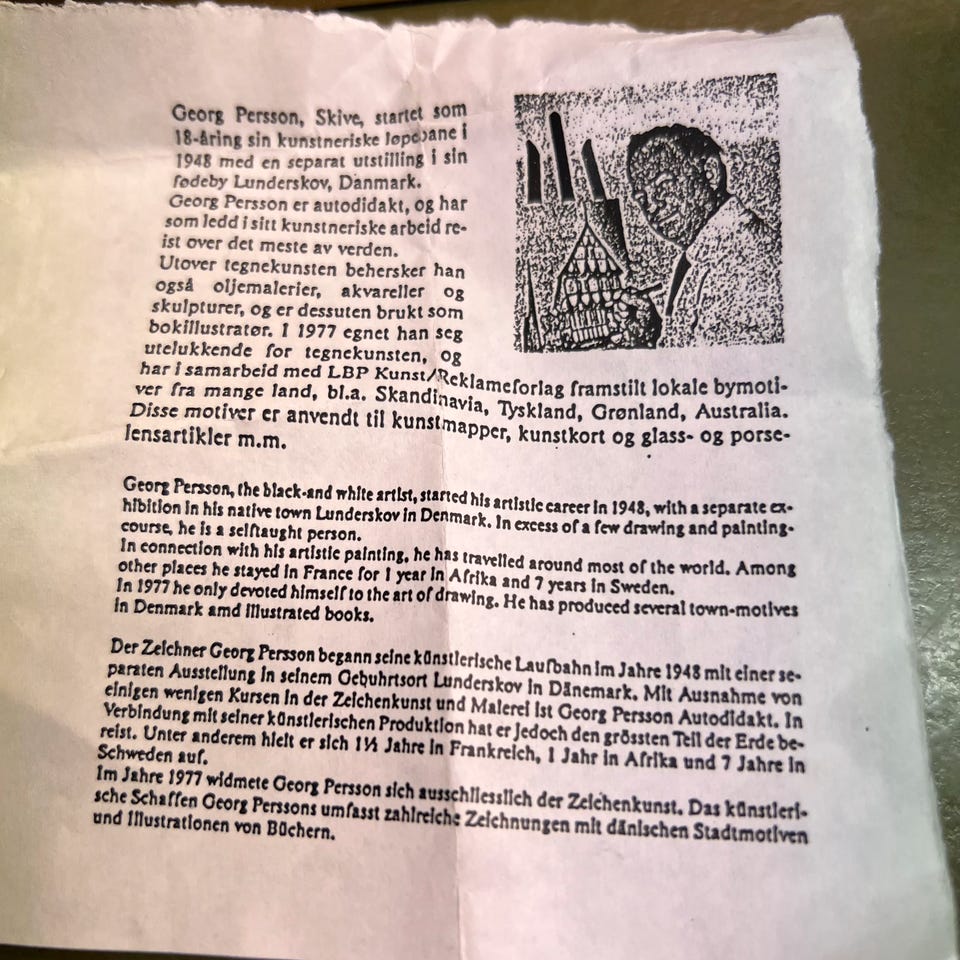 Georg Persson, Skive, startet som
18-åring sin kunstneriske løpebane i
1948 med en separat utstilling i sin
fødeby Lunderskov, Danmark.
Georg Persson er autodidakt, og har
som ledd i sitt kunstneriske arbeid re-
ist over det meste av verden.
Utover tegnekunsten behersker han
også oljemalerier, akvareller og
skulpturer, og er dessuten brukt som
bokillustratør. I 1977 egnet han seg
utelukkende for tegnekunsten, og
har i samarbeid med LBP Kunst/Reklameforlag framstilt lokale bymoti-
ver fra mange land, bl.a. Skandinavia, Tyskland, Grønland, Australia.
Disse motiver er anvendt til kunstmapper, kunstkort og glass- og porse-
lensartikler m.m.
Georg Persson, the black-and white artist, started his artistic career in 1948, with a separate ex-
hibition in his native town Lunderskov in Denmark. In excess of a few drawing and painting-
course, he is a selftaught person.
In connection with his artistic painting, he has travelled around most of the world. Among
other places he stayed in France for 1 year in Afrika and 7 years in Sweden.
In 1977 he only devoted himself to the art of drawing. He has produced several town-motives
in Denmark amd illustrated books.
Der Zeichner Georg Persson begann seine künstlerische Laufbahn im Jahre 1948 mit einer se-
paraten Ausstellung in seinem Gebuhrtsort Lunderskov in Dänemark. Mit Ausnahme von
einigen wenigen Kursen in der Zeichenkunst und Malerei ist Georg Persson Autodidakt. In
Verbindung mit seiner künstlerischen Produktion hat er jedoch den grössten Teil der Erde be-
reist. Unter anderem hielt er sich 1½ Jahre in Frankreich, 1 Jahr in Afrika und 7 Jahre in
Schweden auf.
Im Jahre 1977 widmete Georg Persson sich ausschliesslich der Zeichenkunst. Das künstleri-
sche Schaffen Georg Perssons umfasst zahlreiche Zeichnungen mit dänischen Stadtmotiven
und Illustrationen von Büchern.